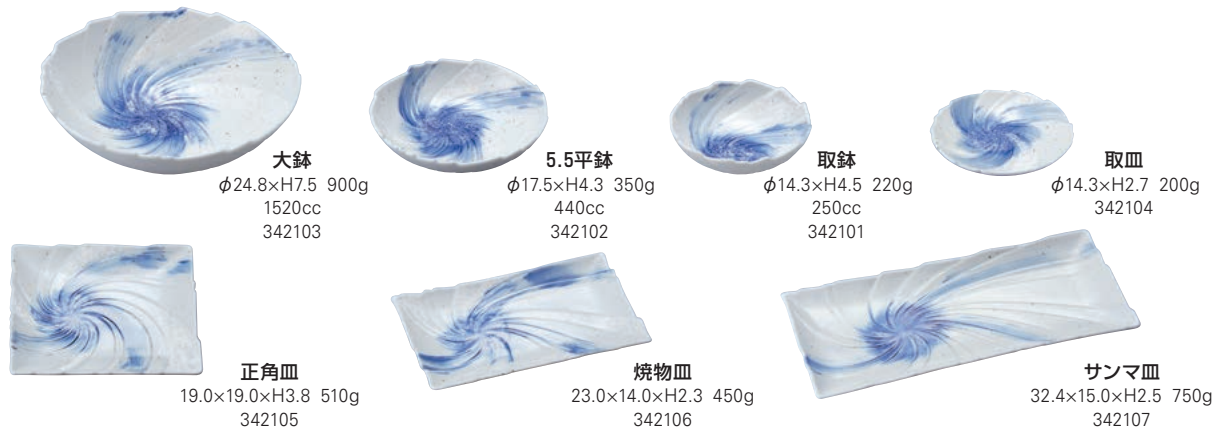 大鉢
φ24.8×H7.5 900g
1520cc
342103
5.5平鉢
φ17.5×H4.3 350g
440cc
342102
取鉢
φ14.3×H4.5 220g
250cc
342101
取皿
φ14.3×H2.7 200g
342104
正角皿
19.0×19.0×H3.8 510g
342105
焼物皿
23.0×14.0×H2.3 450g
342106
サンマ皿
32.4×15.0×H2.5 750g
342107